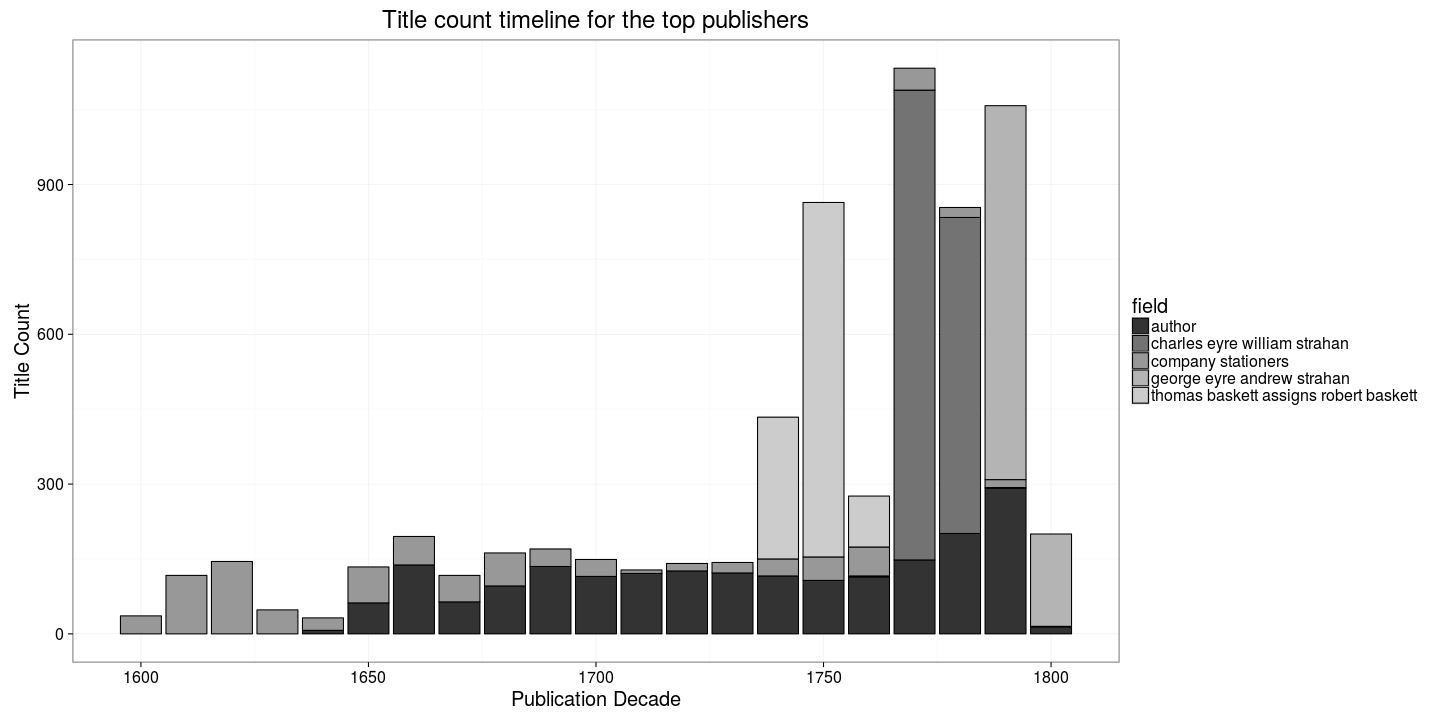 Title count timeline for the top publishers
Title Count
900
600
300
0
1600
1650
1700
1750
1800
Publication Decade
field
author
charles eyre william strahan
company stationers
george eyre andrew strahan
thomas baskett assigns robert baskett